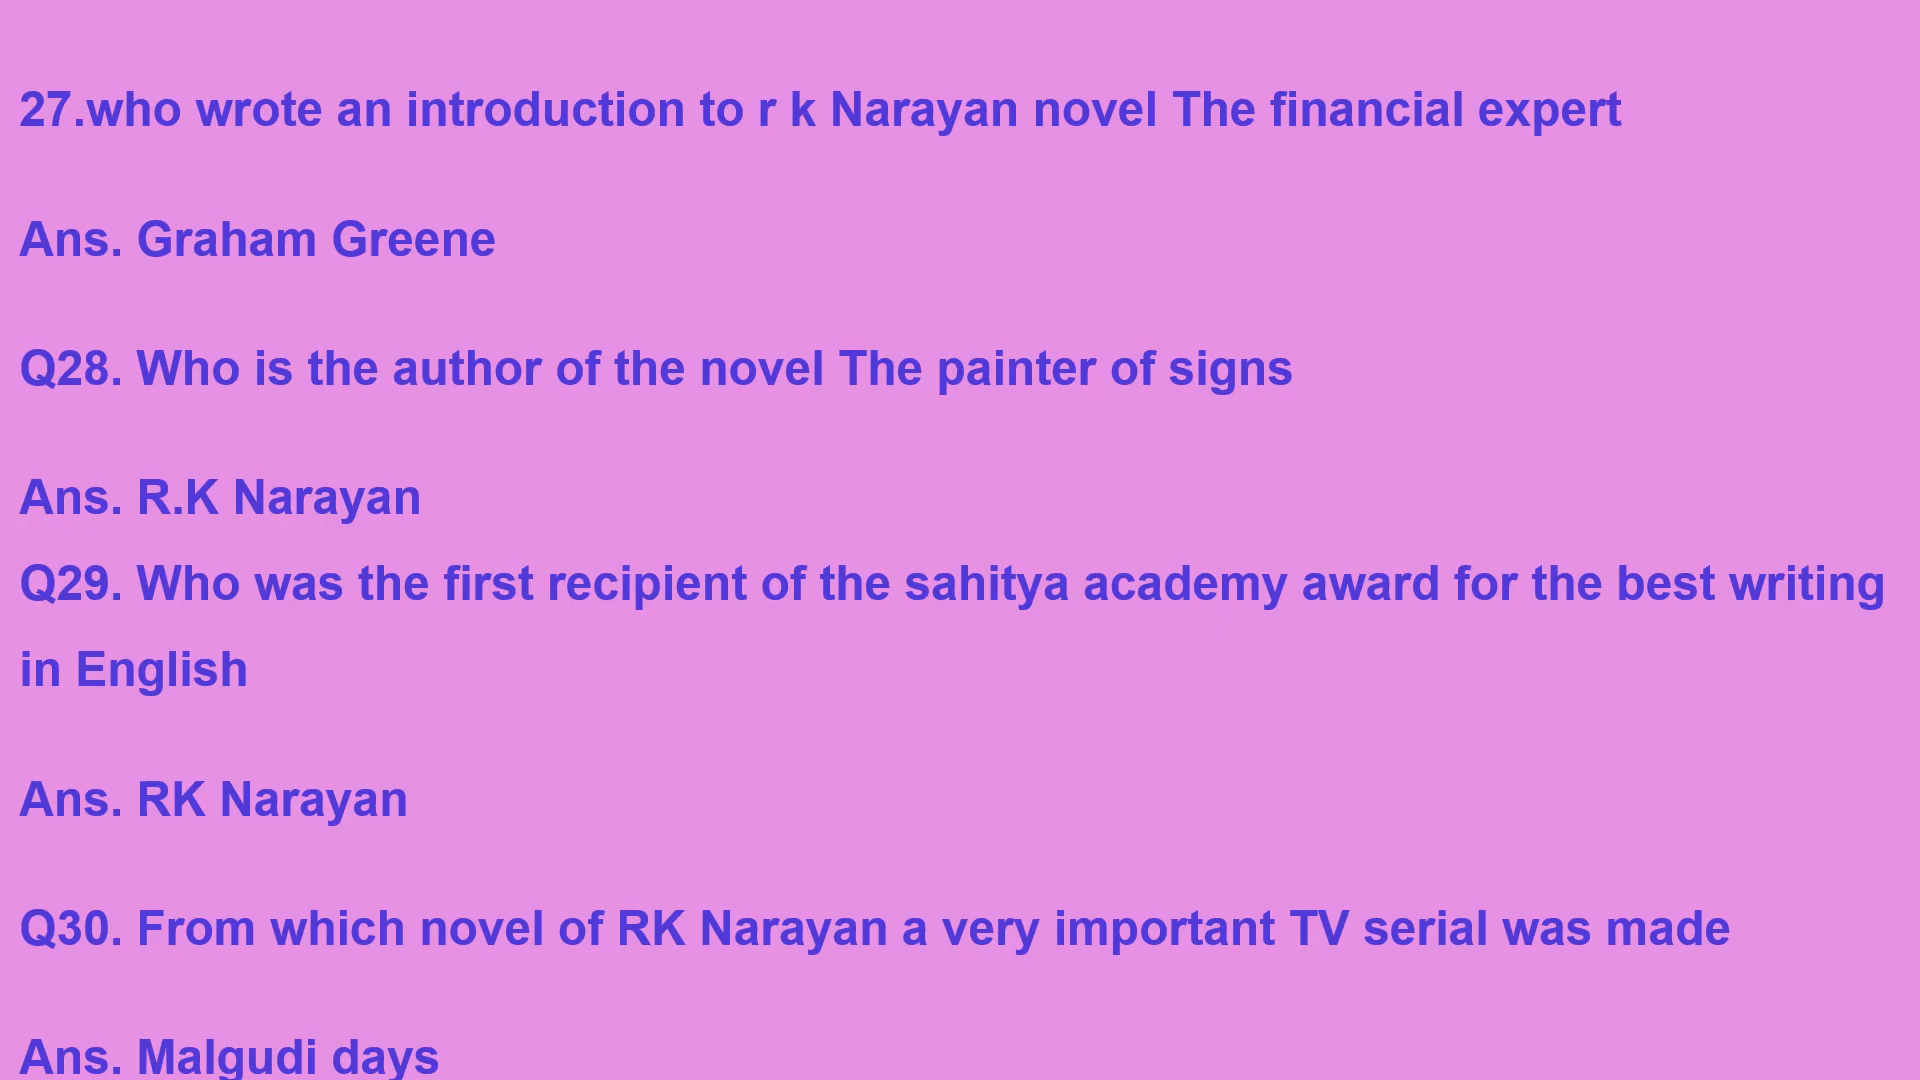 27.who wrote an introduction to r k Narayan novel The financial expert
Ans. Graham Greene
Q28. Who is the author of the novel The painter of signs
Ans. R.K Narayan
Q29. Who was the first recipient of the sahitya academy award for the best writing
in English
Ans. RK Narayan
Q30. From which novel of RK Narayan a very important TV serial was made
Ans. Malgudi days